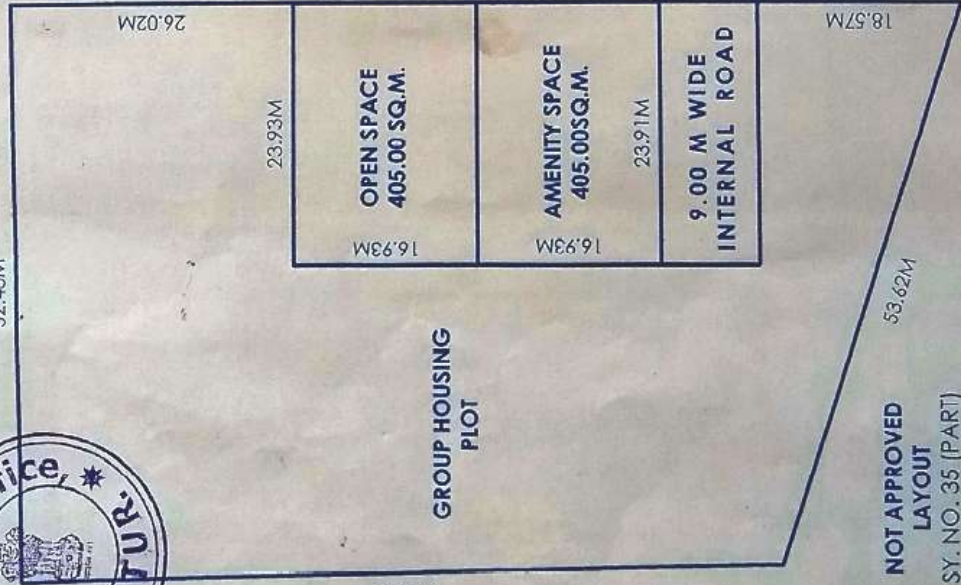 26.02M
23.93M
OPEN SPACE
405.00 SQ.M.
16.93M
AMENITY SPACE
405.00SQ.M.
16.93M
23.91M
9.00 M WIDE
INTERNAL ROAD
18.57M
GROUP HOUSING
PLOT
53.62M
NOT APPROVED
LAYOUT
SY. NO. 35 (PART)